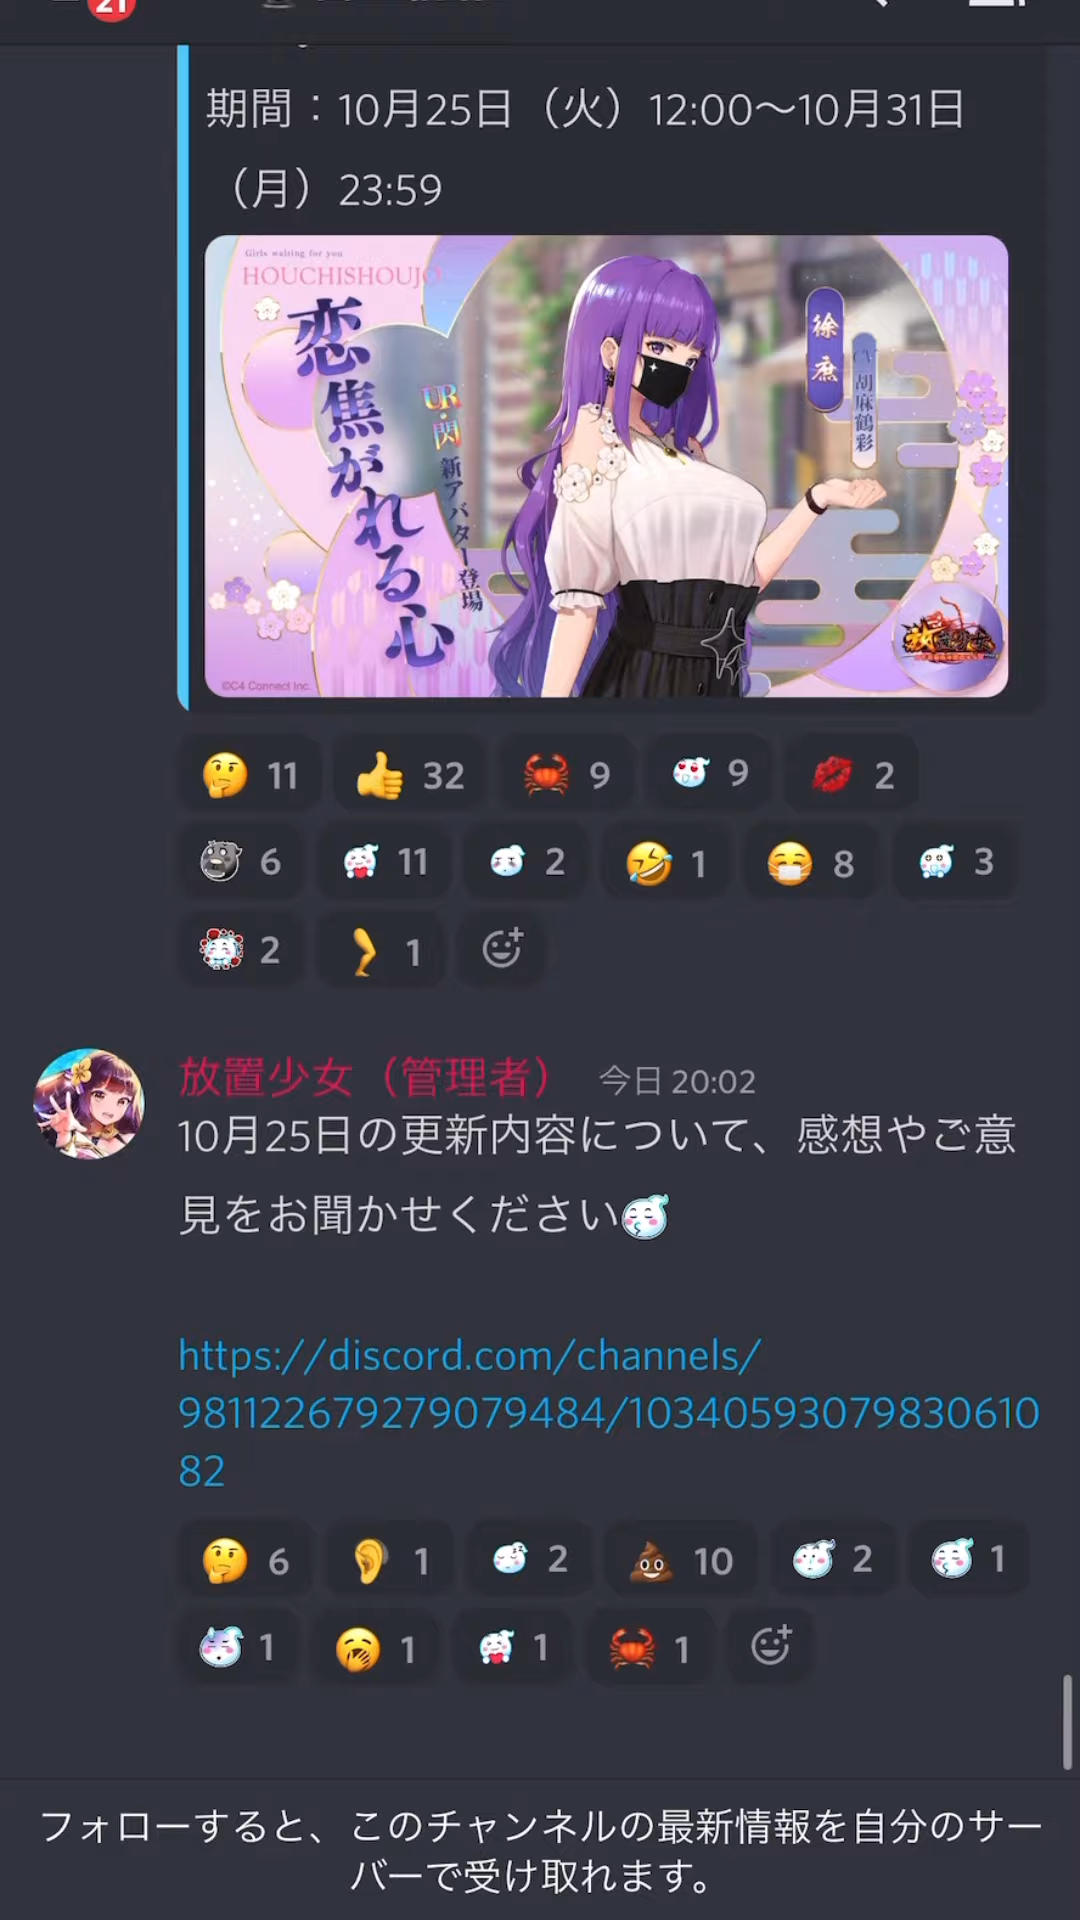 21
期間：10月25日（火）12:00〜10月31日
（月）23:59
Girls waiting for you
HOUCHISHOUJO
恋焦がれる心
UR・閃 新アバター登場
徐庶
CV 胡麻鶴彩
放置少女
©C4 Connect Inc.
11 32 9 9 2
6 11 2 1 8 3
2 1
放置少女（管理者） 今日 20:02
10月25日の更新内容について、感想やご意
見をお聞かせください
https://discord.com/channels/
981122679279079484/10340593079830610
82
6 1 2 10 2 1
1 1 1 1
フォローすると、このチャンネルの最新情報を自分のサー
バーで受け取れます。